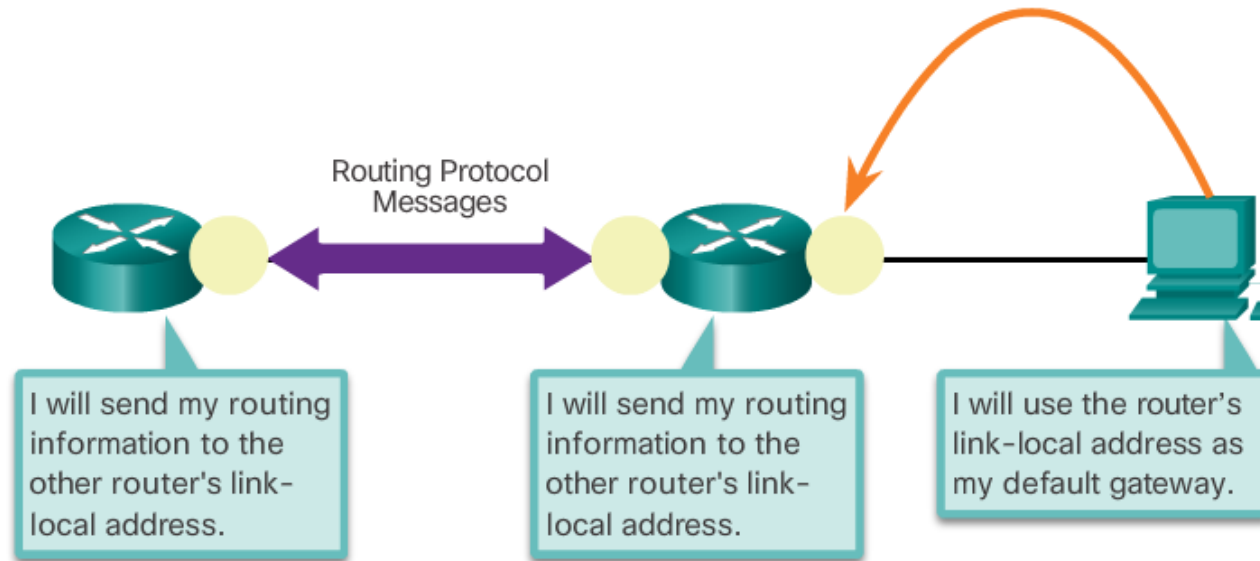 Routing Protocol
Messages
I will send my routing
information to the
other router's link-
local address.
I will send my routing
information to the
other router's link-
local address.
I will use the router’s
link-local address as
my default gateway.